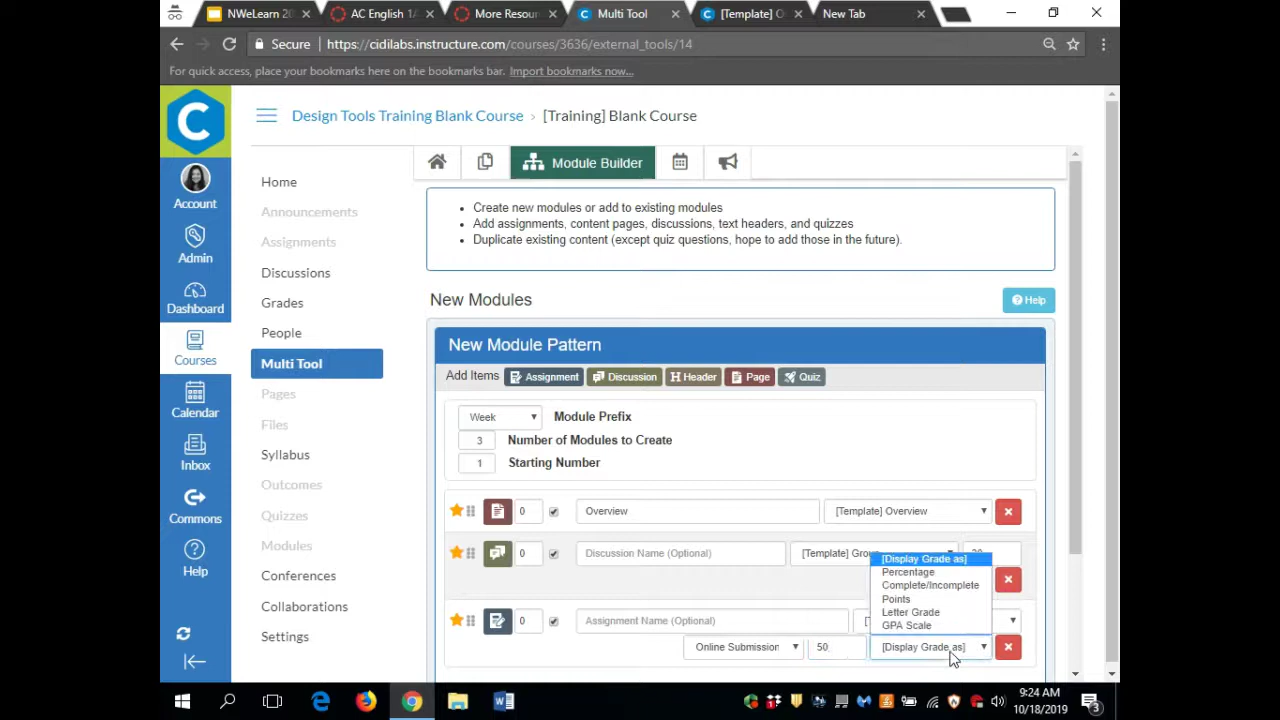 NWeLearn 20
AC English 1A
More Resour
Multi Tool
[Template] O
New Tab
Secure
https://cidilabs.instructure.com/courses/3636/external_tools/14
For quick access, place your bookmarks here on the bookmarks bar. Import bookmarks now...
Design Tools Training Blank Course › [Training] Blank Course
Account
Admin
Dashboard
Courses
Calendar
Inbox
Commons
Help
Home
Announcements
Assignments
Discussions
Grades
People
Multi Tool
Pages
Files
Syllabus
Outcomes
Quizzes
Modules
Conferences
Collaborations
Settings
Module Builder
• Create new modules or add to existing modules
• Add assignments, content pages, discussions, text headers, and quizzes
• Duplicate existing content (except quiz questions, hope to add those in the future).
New Modules
Help
New Module Pattern
Add Items Assignment Discussion H Header Page Quiz
Week Module Prefix
3 Number of Modules to Create
1 Starting Number
0 Overview [Template] Overview
0 Discussion Name (Optional) [Template] Grou
[Display Grade as]
Percentage
Complete/Incomplete
Points
Letter Grade
GPA Scale
0 Assignment Name (Optional)
Online Submission 50 [Display Grade as]
9:24 AM
10/18/2019
3